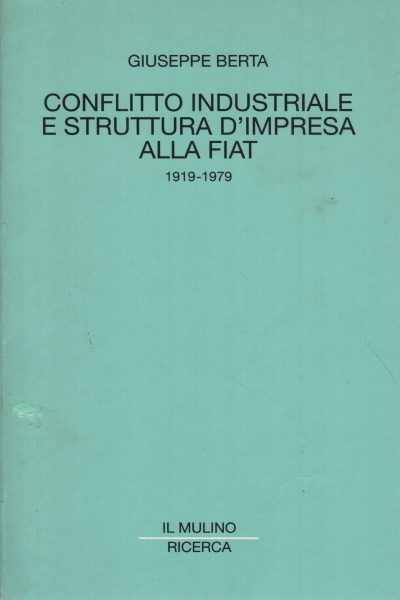 GIUSEPPE BERTA
CONFLITTO INDUSTRIALE
E STRUTTURA D'IMPRESA
ALLA FIAT
1919-1979
IL MULINO
RICERCA